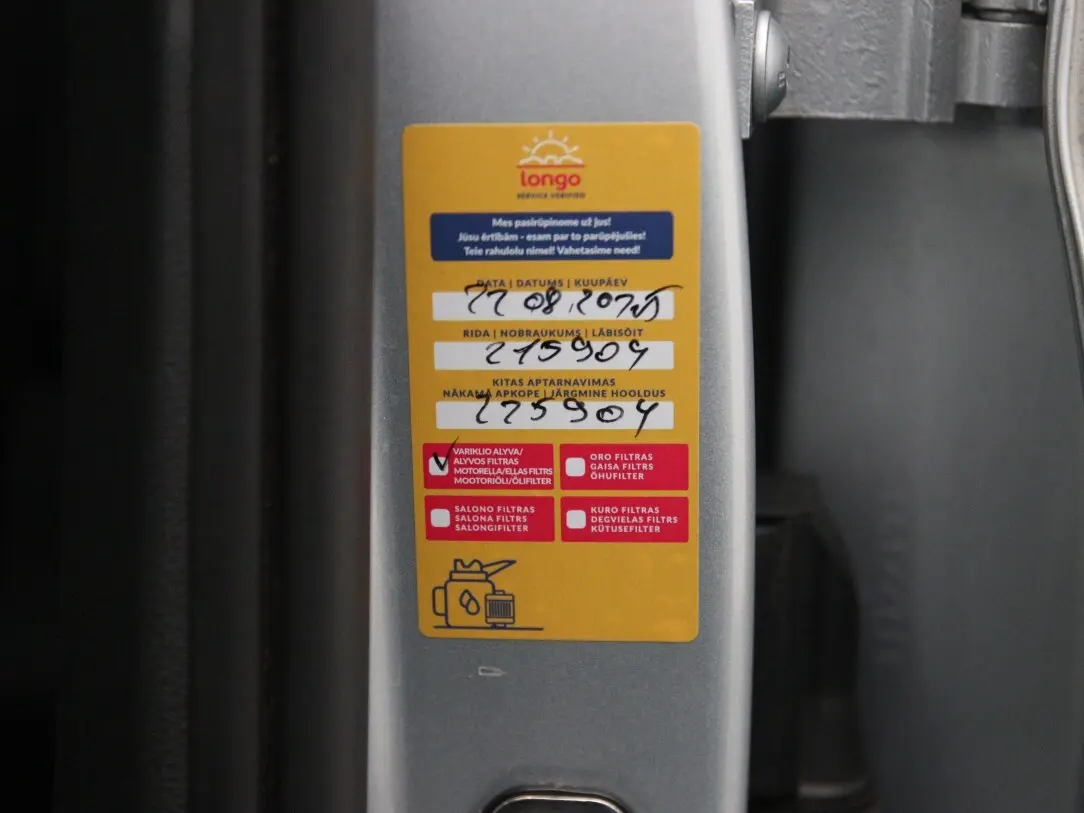 longo
SERVICE VERIFIED
Mes pasirūpinome už jus!
Jūsu ērtībām - esam par to parūpējušies!
Teie rahulolu nimel! Vahetasime need!
DATA | DATUMS | KUUPÄEV
22 08.2025
RIDA | NOBRAUKUMS | LÄBISÕIT
215904
KITAS APTARNAVIMAS
NĀKAMĀ APKOPE | JÄRGMINE HOOLDUS
225904
VARIKLIO ALYVA/
ALYVOS FILTRAS
MOTOREĻĻA/EĻĻAS FILTRS
MOOTORIÕLI/ÕLIFILTER
ORO FILTRAS
GAISA FILTRS
ÕHUFILTER
SALONO FILTRAS
SALONA FILTRS
SALONGIFILTER
KURO FILTRAS
DEGVIELAS FILTRS
KÜTUSEFILTER